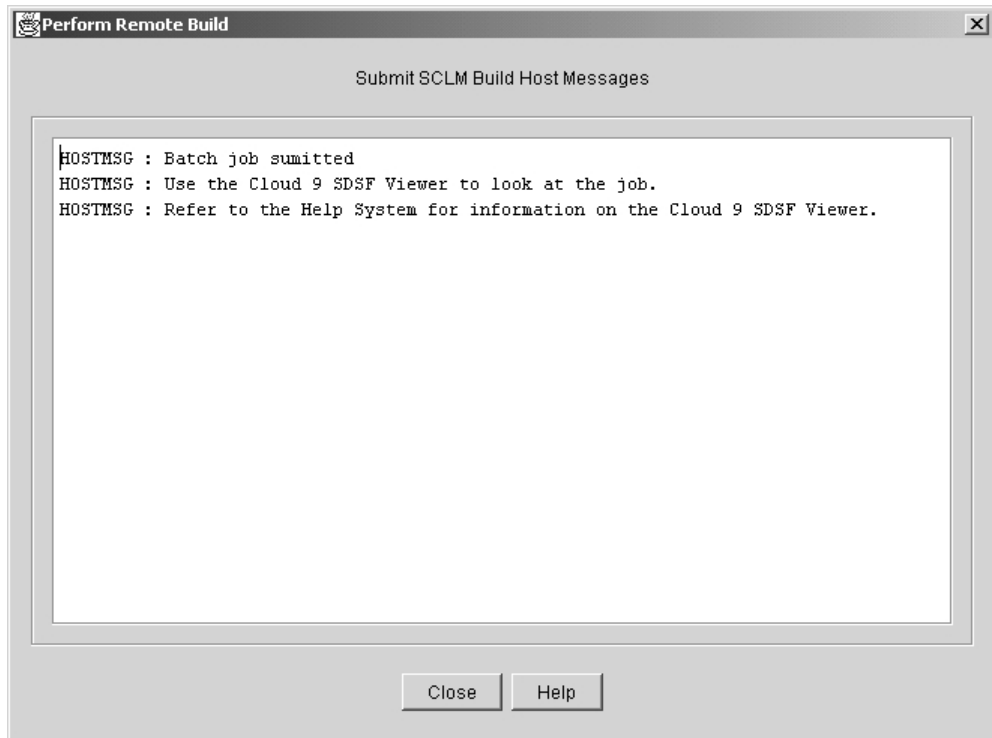 Perform Remote Build
Submit SCLM Build Host Messages
HOSTMSG : Batch job sumitted
HOSTMSG : Use the Cloud 9 SDSF Viewer to look at the job.
HOSTMSG : Refer to the Help System for information on the Cloud 9 SDSF Viewer.
Close Help